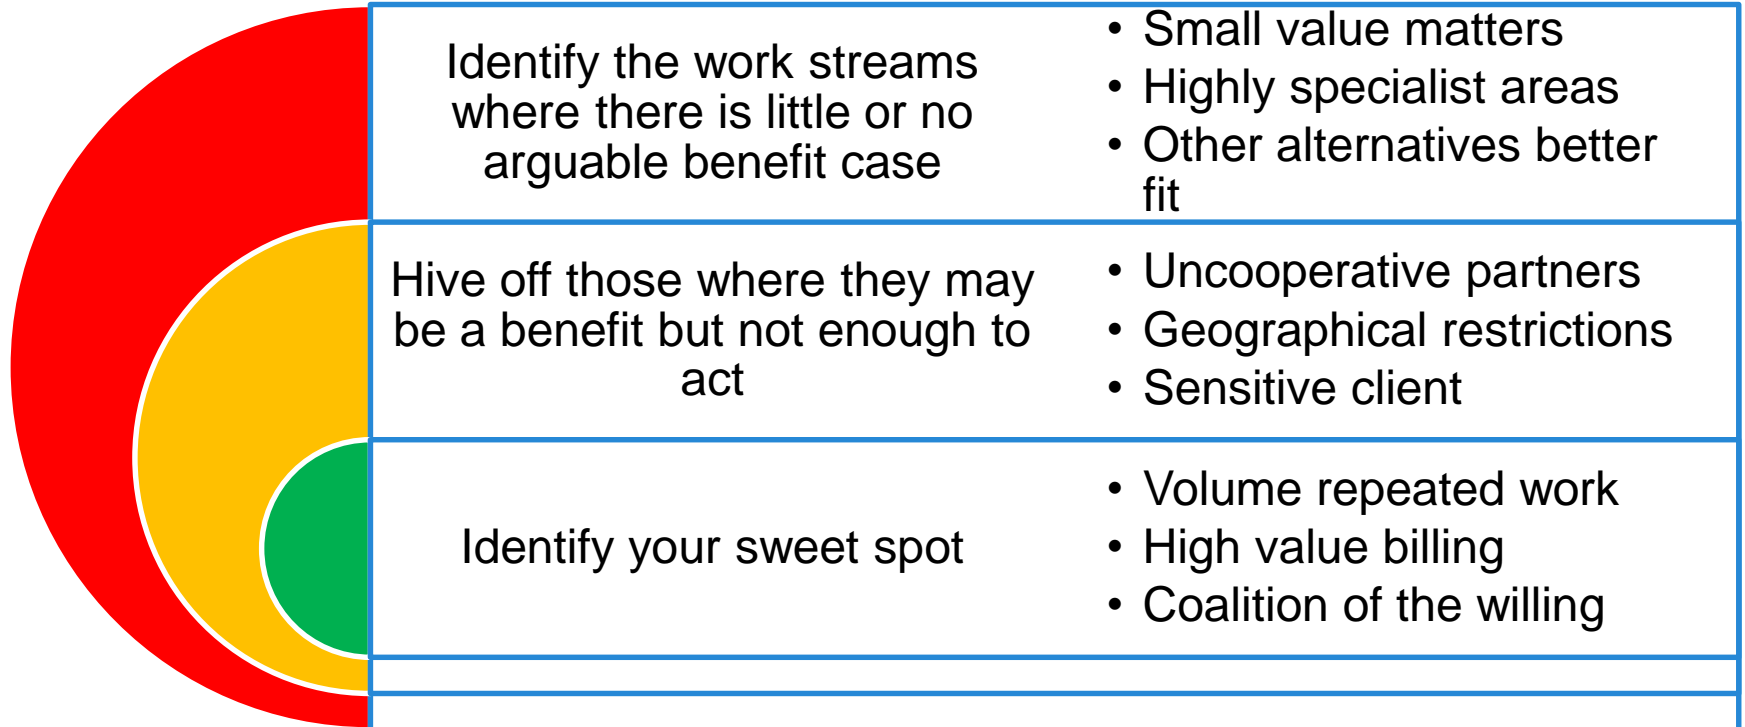 Identify the work streams
where there is little or no
arguable benefit case
• Small value matters
• Highly specialist areas
• Other alternatives better
fit
Hive off those where they may
be a benefit but not enough to
act
• Uncooperative partners
• Geographical restrictions
• Sensitive client
Identify your sweet spot
• Volume repeated work
• High value billing
• Coalition of the willing